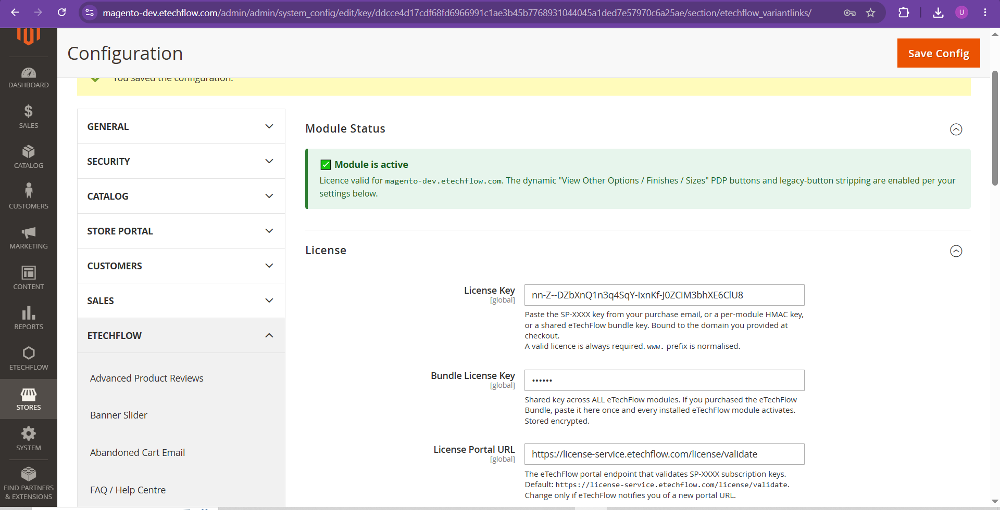 magento-dev.etechflow.com/admin/admin/system_config/edit/key/ddcce4d17cdf68fd6966991c1ae3b45b7768931044045a1ded7e57970c6a25ae/section/etechflow_variantlinks/
U
Configuration
Save Config
You saved the configuration.
DASHBOARD
SALES
CATALOG
CUSTOMERS
MARKETING
CONTENT
REPORTS
ETECHFLOW
STORES
SYSTEM
FIND PARTNERS
& EXTENSIONS
GENERAL
SECURITY
CATALOG
STORE PORTAL
CUSTOMERS
SALES
ETECHFLOW
Advanced Product Reviews
Banner Slider
Abandoned Cart Email
FAQ / Help Centre
Module Status
Module is active
Licence valid for magento-dev.etechflow.com. The dynamic "View Other Options / Finishes / Sizes" PDP buttons and legacy-button stripping are enabled per your
settings below.
License
License Key
[global]
nn-Z--DZbXnQ1n3q4SqY-IxnKf-J0ZCiM3bhXE6ClU8
Paste the SP-XXXX key from your purchase email, or a per-module HMAC key,
or a shared eTechFlow bundle key. Bound to the domain you provided at
checkout.
A valid licence is always required. www. prefix is normalised.
Bundle License Key
[global]
••••••
Shared key across ALL eTechFlow modules. If you purchased the eTechFlow
Bundle, paste it here once and every installed eTechFlow module activates.
Stored encrypted.
License Portal URL
[global]
https://license-service.etechflow.com/license/validate
The eTechFlow portal endpoint that validates SP-XXXX subscription keys.
Default: https://license-service.etechflow.com/license/validate.
Change only if eTechFlow notifies you of a new portal URL.